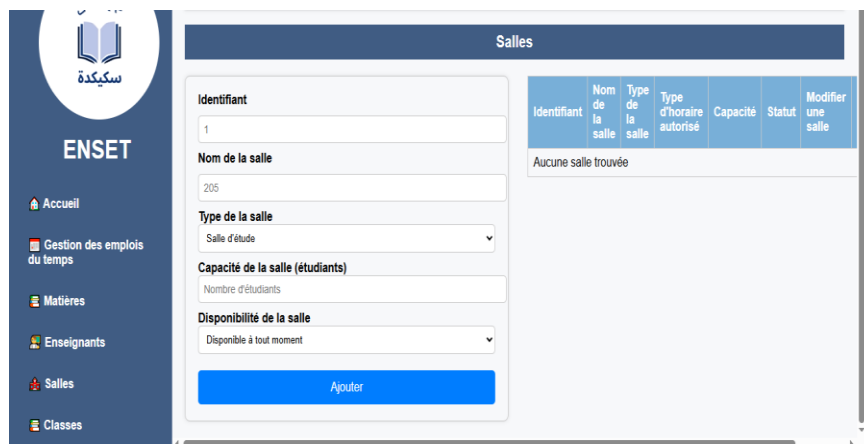 سكيكدة
ENSET
Accueil
Gestion des emplois
du temps
Matières
Enseignants
Salles
Classes
Salles
Identifiant
1
Nom de la salle
205
Type de la salle
Salle d'étude
Capacité de la salle (étudiants)
Nombre d'étudiants
Disponibilité de la salle
Disponible à tout moment
Ajouter
Identifiant
Nom
de
la
salle
Type
de
la
salle
Type
d'horaire
autorisé
Capacité
Statut
Modifier
une
salle
Aucune salle trouvée